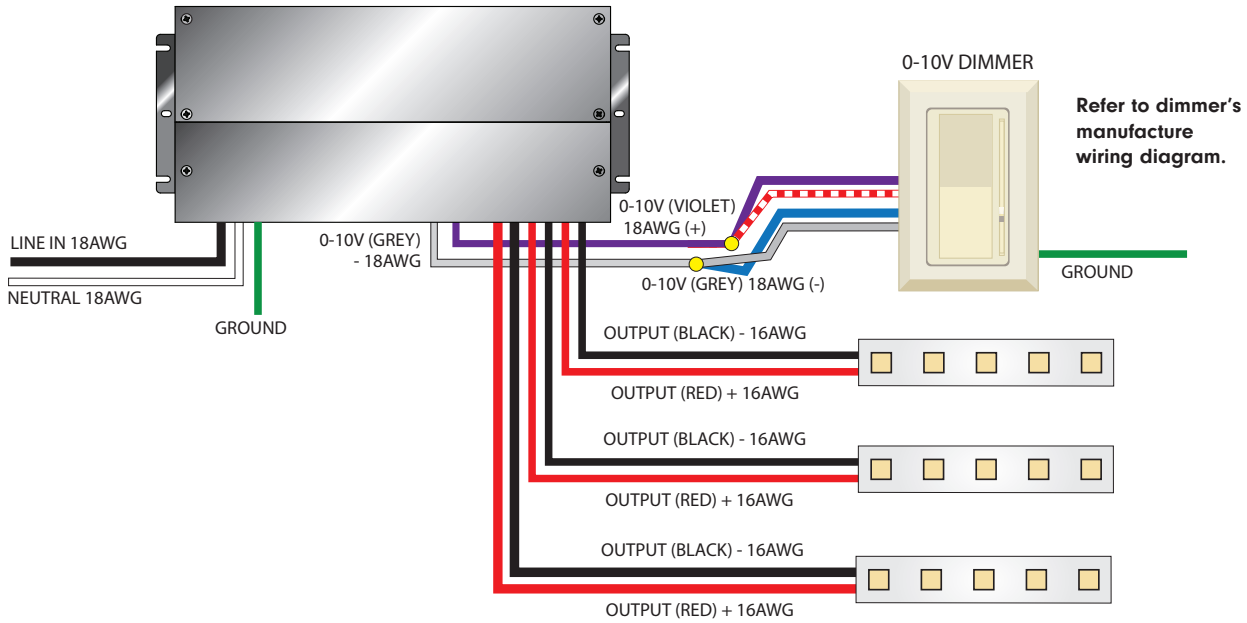 0-10V DIMMER
Refer to dimmer's
manufacture
wiring diagram.
0-10V (VIOLET)
18AWG (+)
0-10V (GREY)
- 18AWG
LINE IN 18AWG
NEUTRAL 18AWG
GROUND
0-10V (GREY) 18AWG (-)
GROUND
OUTPUT (BLACK) - 16AWG
OUTPUT (RED) + 16AWG
OUTPUT (BLACK) - 16AWG
OUTPUT (RED) + 16AWG
OUTPUT (BLACK) - 16AWG
OUTPUT (RED) + 16AWG